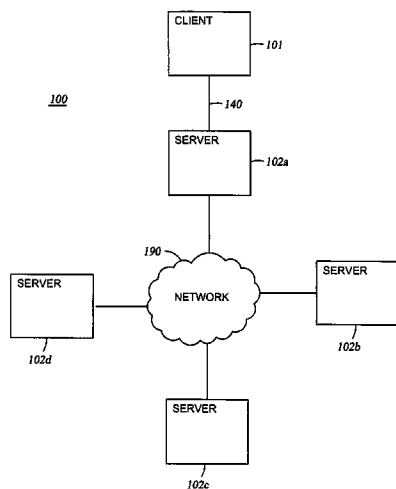 CLIENT
101
100
140
SERVER
102a
190
NETWORK
SERVER
102d
SERVER
102b
SERVER
102c